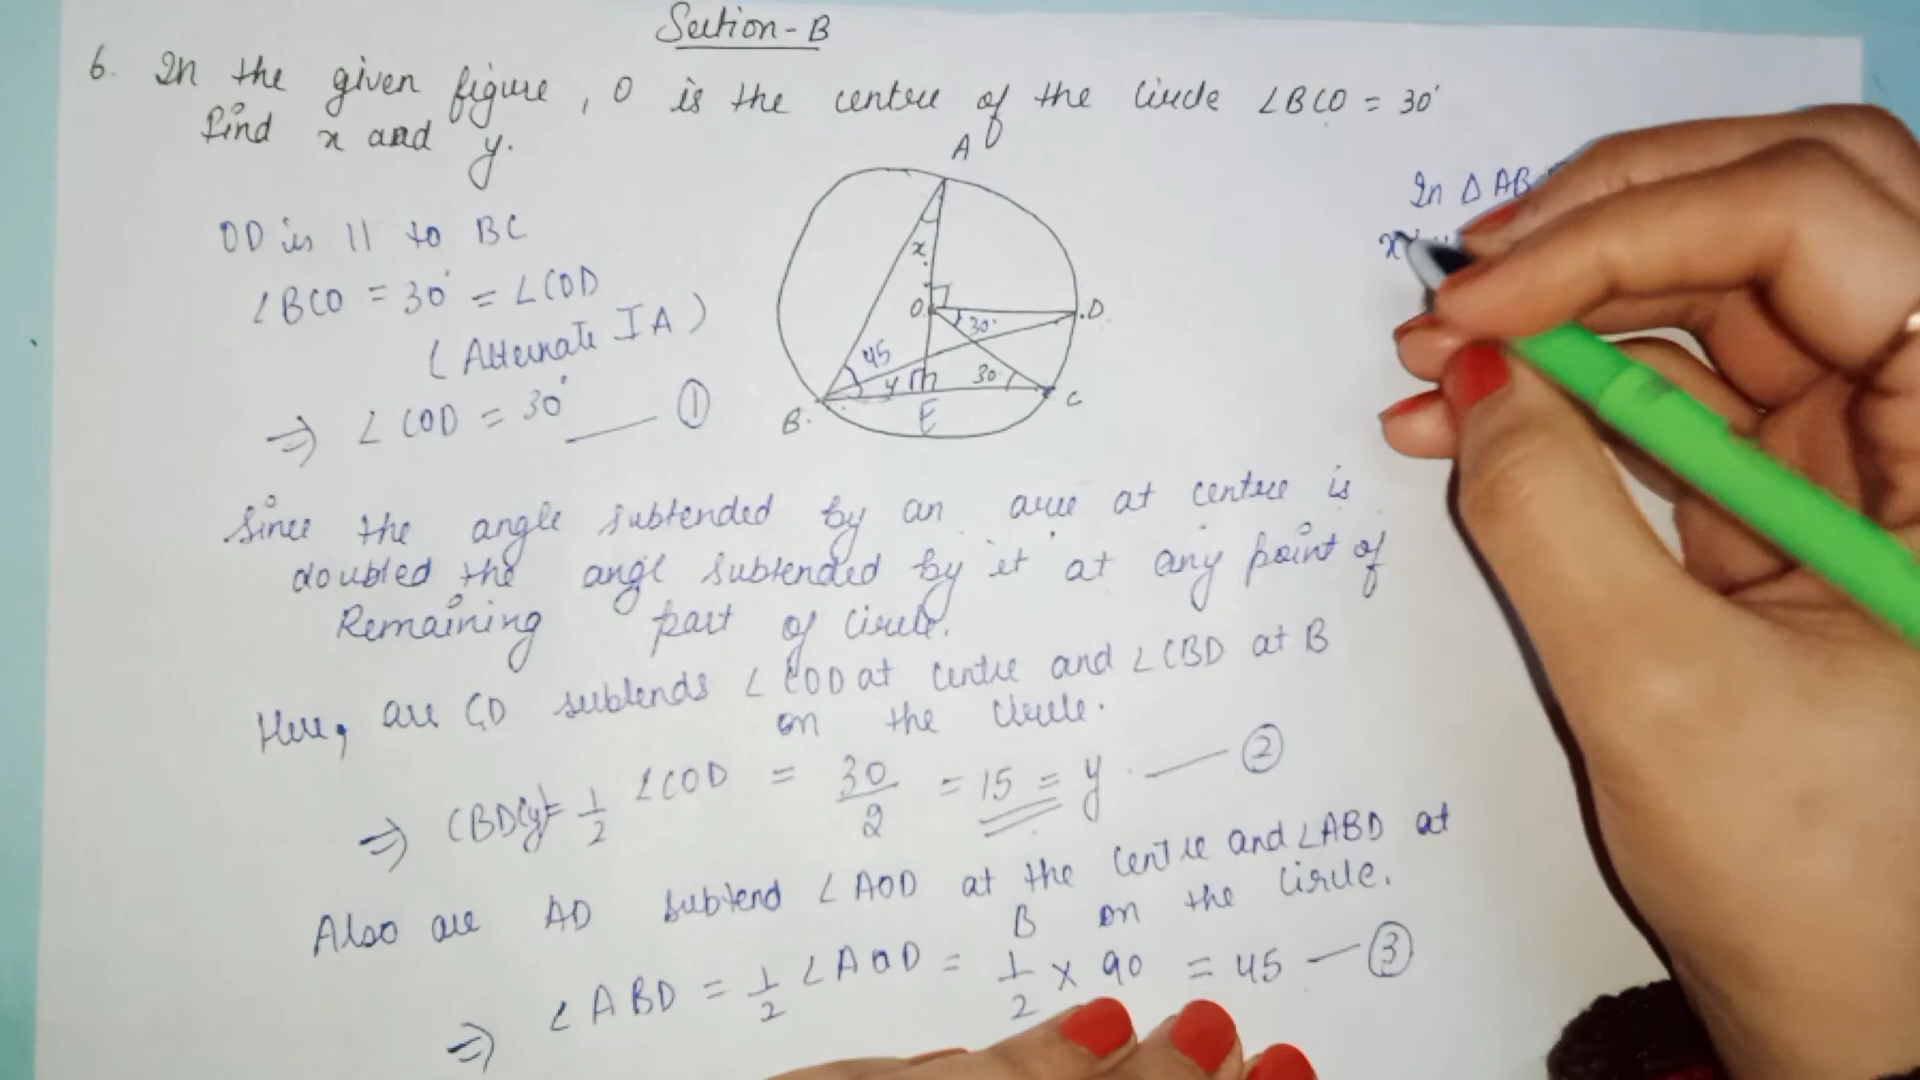 Section-B
6. In the given figure, O is the centre of the circle ∠BCO = 30°
find x and y.
A
OD is || to BC
∠BCO = 30° = ∠COD
(Alternate IA)
⇒ ∠COD = 30° — ①
x
O
D
30°
45
y
30
B
E
C
In △ AB
x
Since the angle subtended by an arc at centre is
doubled the angle subtended by it at any point of
Remaining part of circle.
Here, arc CD subtends ∠COD at centre and ∠CBD at B
on the circle.
⇒ CBD(y)= 1/2 ∠COD = 30/2 = 15 = y — ②
Also arc AD subtend ∠AOD at the centre and ∠ABD at
B on the circle.
⇒ ∠ABD = 1/2 ∠AOD = 1/2 × 90 = 45 — ③